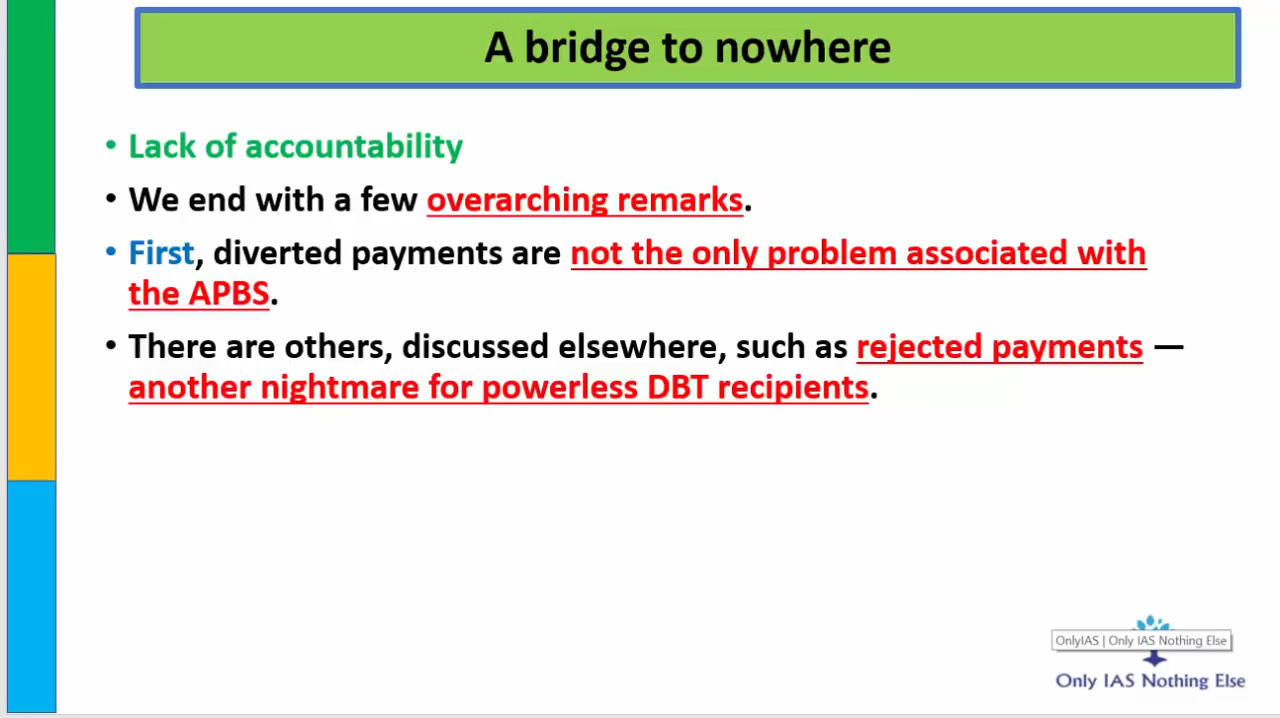 A bridge to nowhere
• Lack of accountability
• We end with a few overarching remarks.
• First, diverted payments are not the only problem associated with
the APBS.
• There are others, discussed elsewhere, such as rejected payments —
another nightmare for powerless DBT recipients.
OnlyIAS | Only IAS Nothing Else
Only IAS Nothing Else